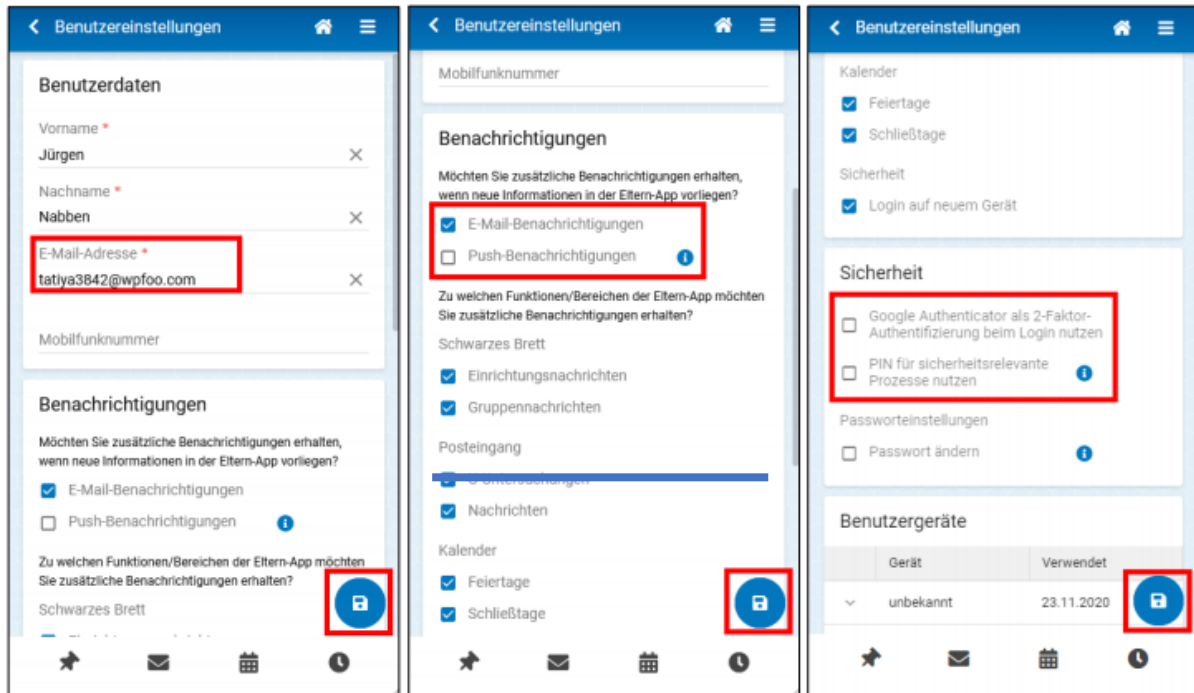 Benutzereinstellungen
Benutzerdaten
Vorname *
Jürgen
Nachname *
Nabben
E-Mail-Adresse *
tatiya3842@wpfoo.com
Mobilfunknummer
Benachrichtigungen
Möchten Sie zusätzliche Benachrichtigungen erhalten,
wenn neue Informationen in der Eltern-App vorliegen?
E-Mail-Benachrichtigungen
Push-Benachrichtigungen
Zu welchen Funktionen/Bereichen der Eltern-App möchten
Sie zusätzliche Benachrichtigungen erhalten?
Schwarzes Brett
Benutzereinstellungen
Mobilfunknummer
Benachrichtigungen
Möchten Sie zusätzliche Benachrichtigungen erhalten,
wenn neue Informationen in der Eltern-App vorliegen?
E-Mail-Benachrichtigungen
Push-Benachrichtigungen
Zu welchen Funktionen/Bereichen der Eltern-App möchten
Sie zusätzliche Benachrichtigungen erhalten?
Schwarzes Brett
Einrichtungsnachrichten
Gruppennachrichten
Posteingang
U-Untersuchungen
Nachrichten
Kalender
Feiertage
Schließtage
Benutzereinstellungen
Kalender
Feiertage
Schließtage
Sicherheit
Login auf neuem Gerät
Sicherheit
Google Authenticator als 2-Faktor-
Authentifizierung beim Login nutzen
PIN für sicherheitsrelevante
Prozesse nutzen
Passworteinstellungen
Passwort ändern
Benutzergeräte
Gerät Verwendet
unbekannt 23.11.2020